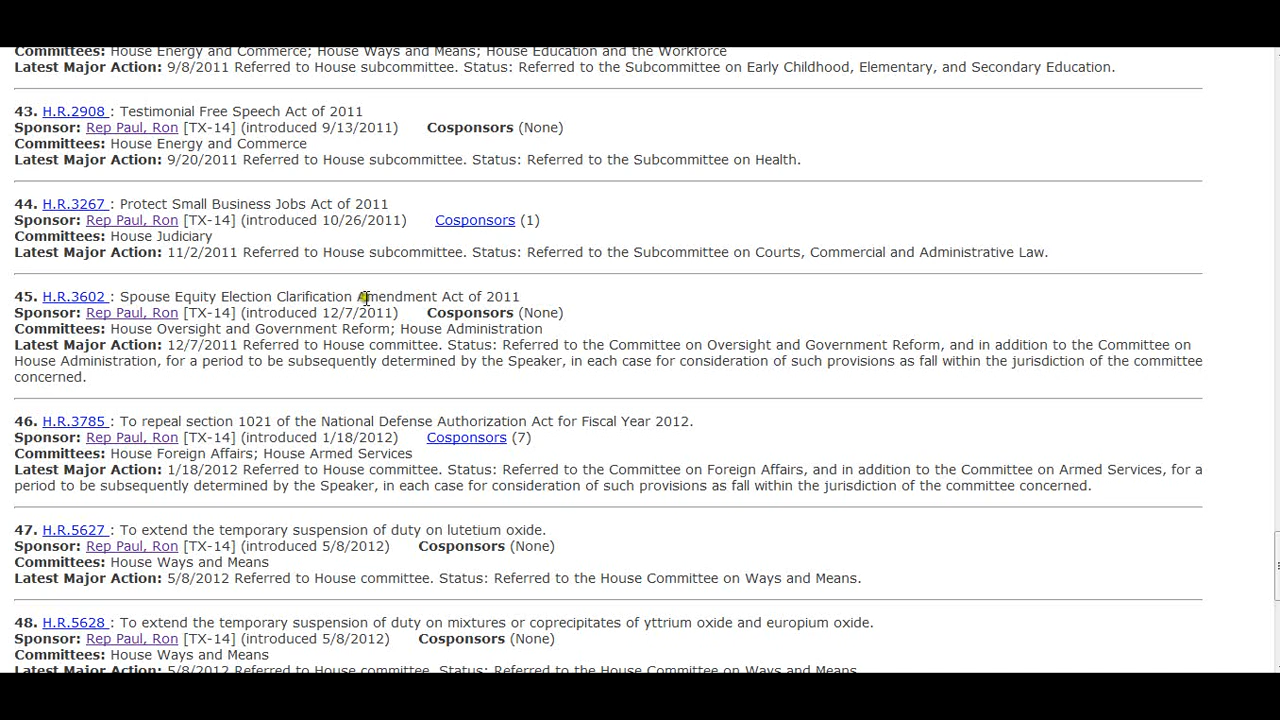 Committees: House Energy and Commerce; House Ways and Means; House Education and the Workforce
Latest Major Action: 9/8/2011 Referred to House subcommittee. Status: Referred to the Subcommittee on Early Childhood, Elementary, and Secondary Education.
43. H.R.2908 : Testimonial Free Speech Act of 2011
Sponsor: Rep Paul, Ron [TX-14] (introduced 9/13/2011) Cosponsors (None)
Committees: House Energy and Commerce
Latest Major Action: 9/20/2011 Referred to House subcommittee. Status: Referred to the Subcommittee on Health.
44. H.R.3267 : Protect Small Business Jobs Act of 2011
Sponsor: Rep Paul, Ron [TX-14] (introduced 10/26/2011) Cosponsors (1)
Committees: House Judiciary
Latest Major Action: 11/2/2011 Referred to House subcommittee. Status: Referred to the Subcommittee on Courts, Commercial and Administrative Law.
45. H.R.3602 : Spouse Equity Election Clarification Amendment Act of 2011
Sponsor: Rep Paul, Ron [TX-14] (introduced 12/7/2011) Cosponsors (None)
Committees: House Oversight and Government Reform; House Administration
Latest Major Action: 12/7/2011 Referred to House committee. Status: Referred to the Committee on Oversight and Government Reform, and in addition to the Committee on
House Administration, for a period to be subsequently determined by the Speaker, in each case for consideration of such provisions as fall within the jurisdiction of the committee
concerned.
46. H.R.3785 : To repeal section 1021 of the National Defense Authorization Act for Fiscal Year 2012.
Sponsor: Rep Paul, Ron [TX-14] (introduced 1/18/2012) Cosponsors (7)
Committees: House Foreign Affairs; House Armed Services
Latest Major Action: 1/18/2012 Referred to House committee. Status: Referred to the Committee on Foreign Affairs, and in addition to the Committee on Armed Services, for a
period to be subsequently determined by the Speaker, in each case for consideration of such provisions as fall within the jurisdiction of the committee concerned.
47. H.R.5627 : To extend the temporary suspension of duty on lutetium oxide.
Sponsor: Rep Paul, Ron [TX-14] (introduced 5/8/2012) Cosponsors (None)
Committees: House Ways and Means
Latest Major Action: 5/8/2012 Referred to House committee. Status: Referred to the House Committee on Ways and Means.
48. H.R.5628 : To extend the temporary suspension of duty on mixtures or coprecipitates of yttrium oxide and europium oxide.
Sponsor: Rep Paul, Ron [TX-14] (introduced 5/8/2012) Cosponsors (None)
Committees: House Ways and Means
Latest Major Action: 5/8/2012 Referred to House committee. Status: Referred to the House Committee on Ways and Means.